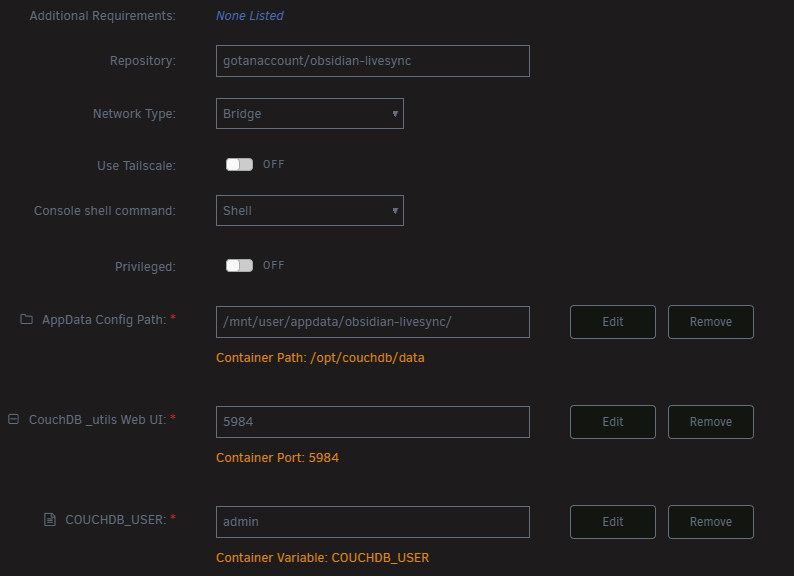 Additional Requirements: None Listed
Repository: gotanaccount/obsidian-livesync
Network Type: Bridge
Use Tailscale: OFF
Console shell command: Shell
Privileged: OFF
AppData Config Path: * /mnt/user/appdata/obsidian-livesync/ Edit Remove
Container Path: /opt/couchdb/data
CouchDB _utils Web UI: * 5984 Edit Remove
Container Port: 5984
COUCHDB_USER: * admin Edit Remove
Container Variable: COUCHDB_USER